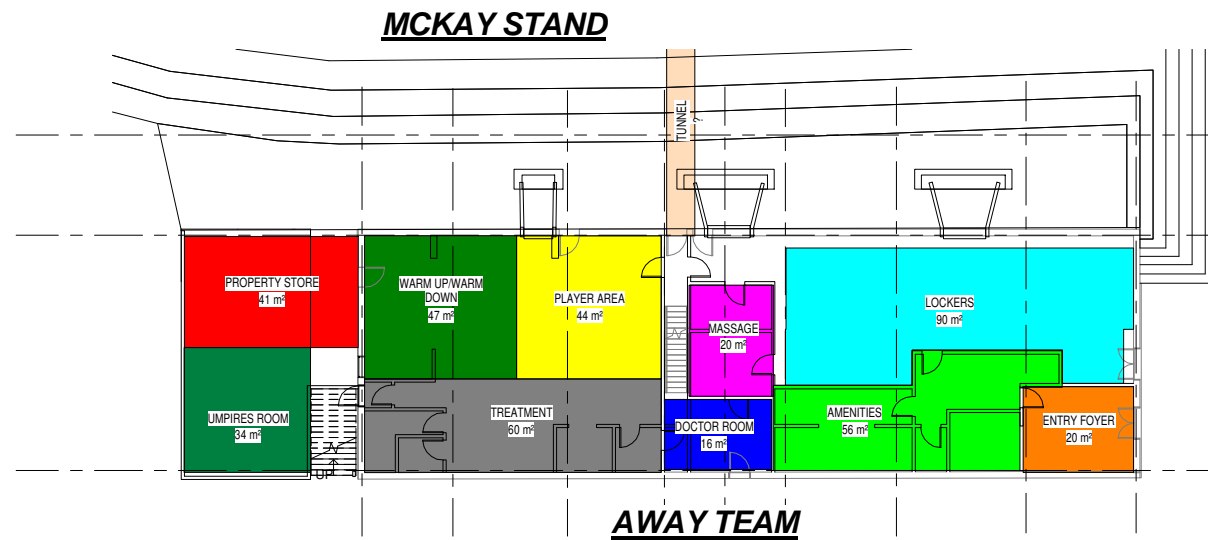 MCKAY STAND
TUNNEL
?
PROPERTY STORE
41 m²
WARM UP/WARM
DOWN
47 m²
PLAYER AREA
44 m²
MASSAGE
20 m²
LOCKERS
90 m²
UMPIRES ROOM
34 m²
TREATMENT
60 m²
DOCTOR ROOM
16 m²
AMENITIES
56 m²
ENTRY FOYER
20 m²
UP
AWAY TEAM